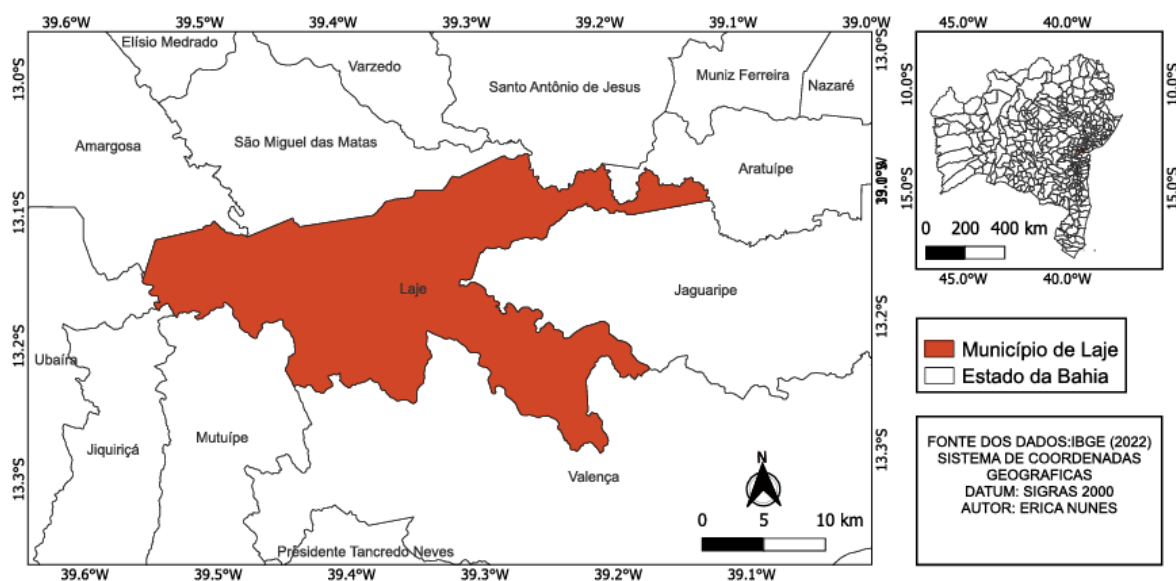 39.6°W 39.5°W 39.4°W 39.3°W 39.2°W 39.1°W 39.0°W
45.0°W 40.0°W
Elísio Medrado
13.0°S
Varzedo
Santo Antônio de Jesus
Muniz Ferreira
Nazaré
13.0°S
10.0°S
10.0°S
Amargosa
São Miguel das Matas
Aratuípe
13.1°S
15.0°S
15.0°S
0 200 400 km
45.0°W 40.0°W
Laje
Jaguaripe
13.2°S
13.2°S
Ubaíra
Município de Laje
Estado da Bahia
Jiquiriçá
Mutuípe
Valença
13.3°S
13.3°S
N
0 5 10 km
Présidente Tancredo Neves
39.6°W 39.5°W 39.4°W 39.3°W 39.2°W 39.1°W
FONTE DOS DADOS:IBGE (2022)
SISTEMA DE COORDENADAS
GEOGRAFICAS
DATUM: SIGRAS 2000
AUTOR: ERICA NUNES